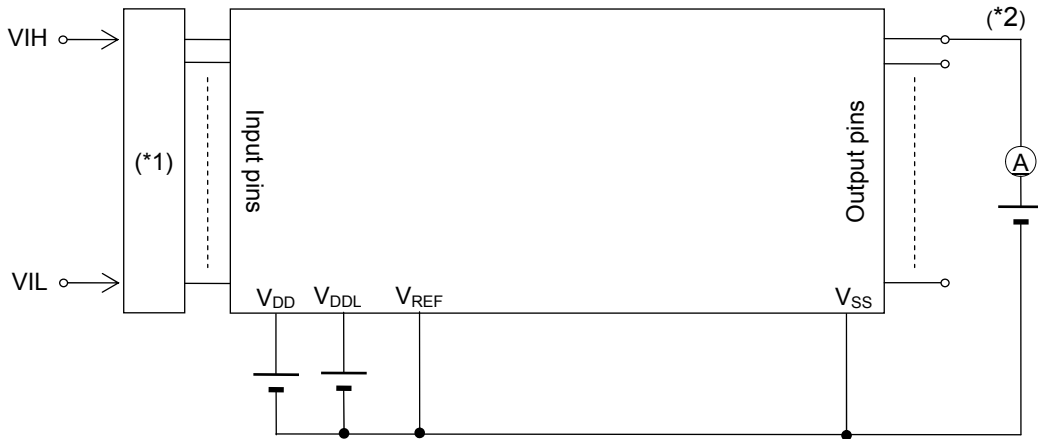 (*2)
VIH
(*1)
Input pins
Output pins
A
VIL
VDD
VDDL
VREF
VSS